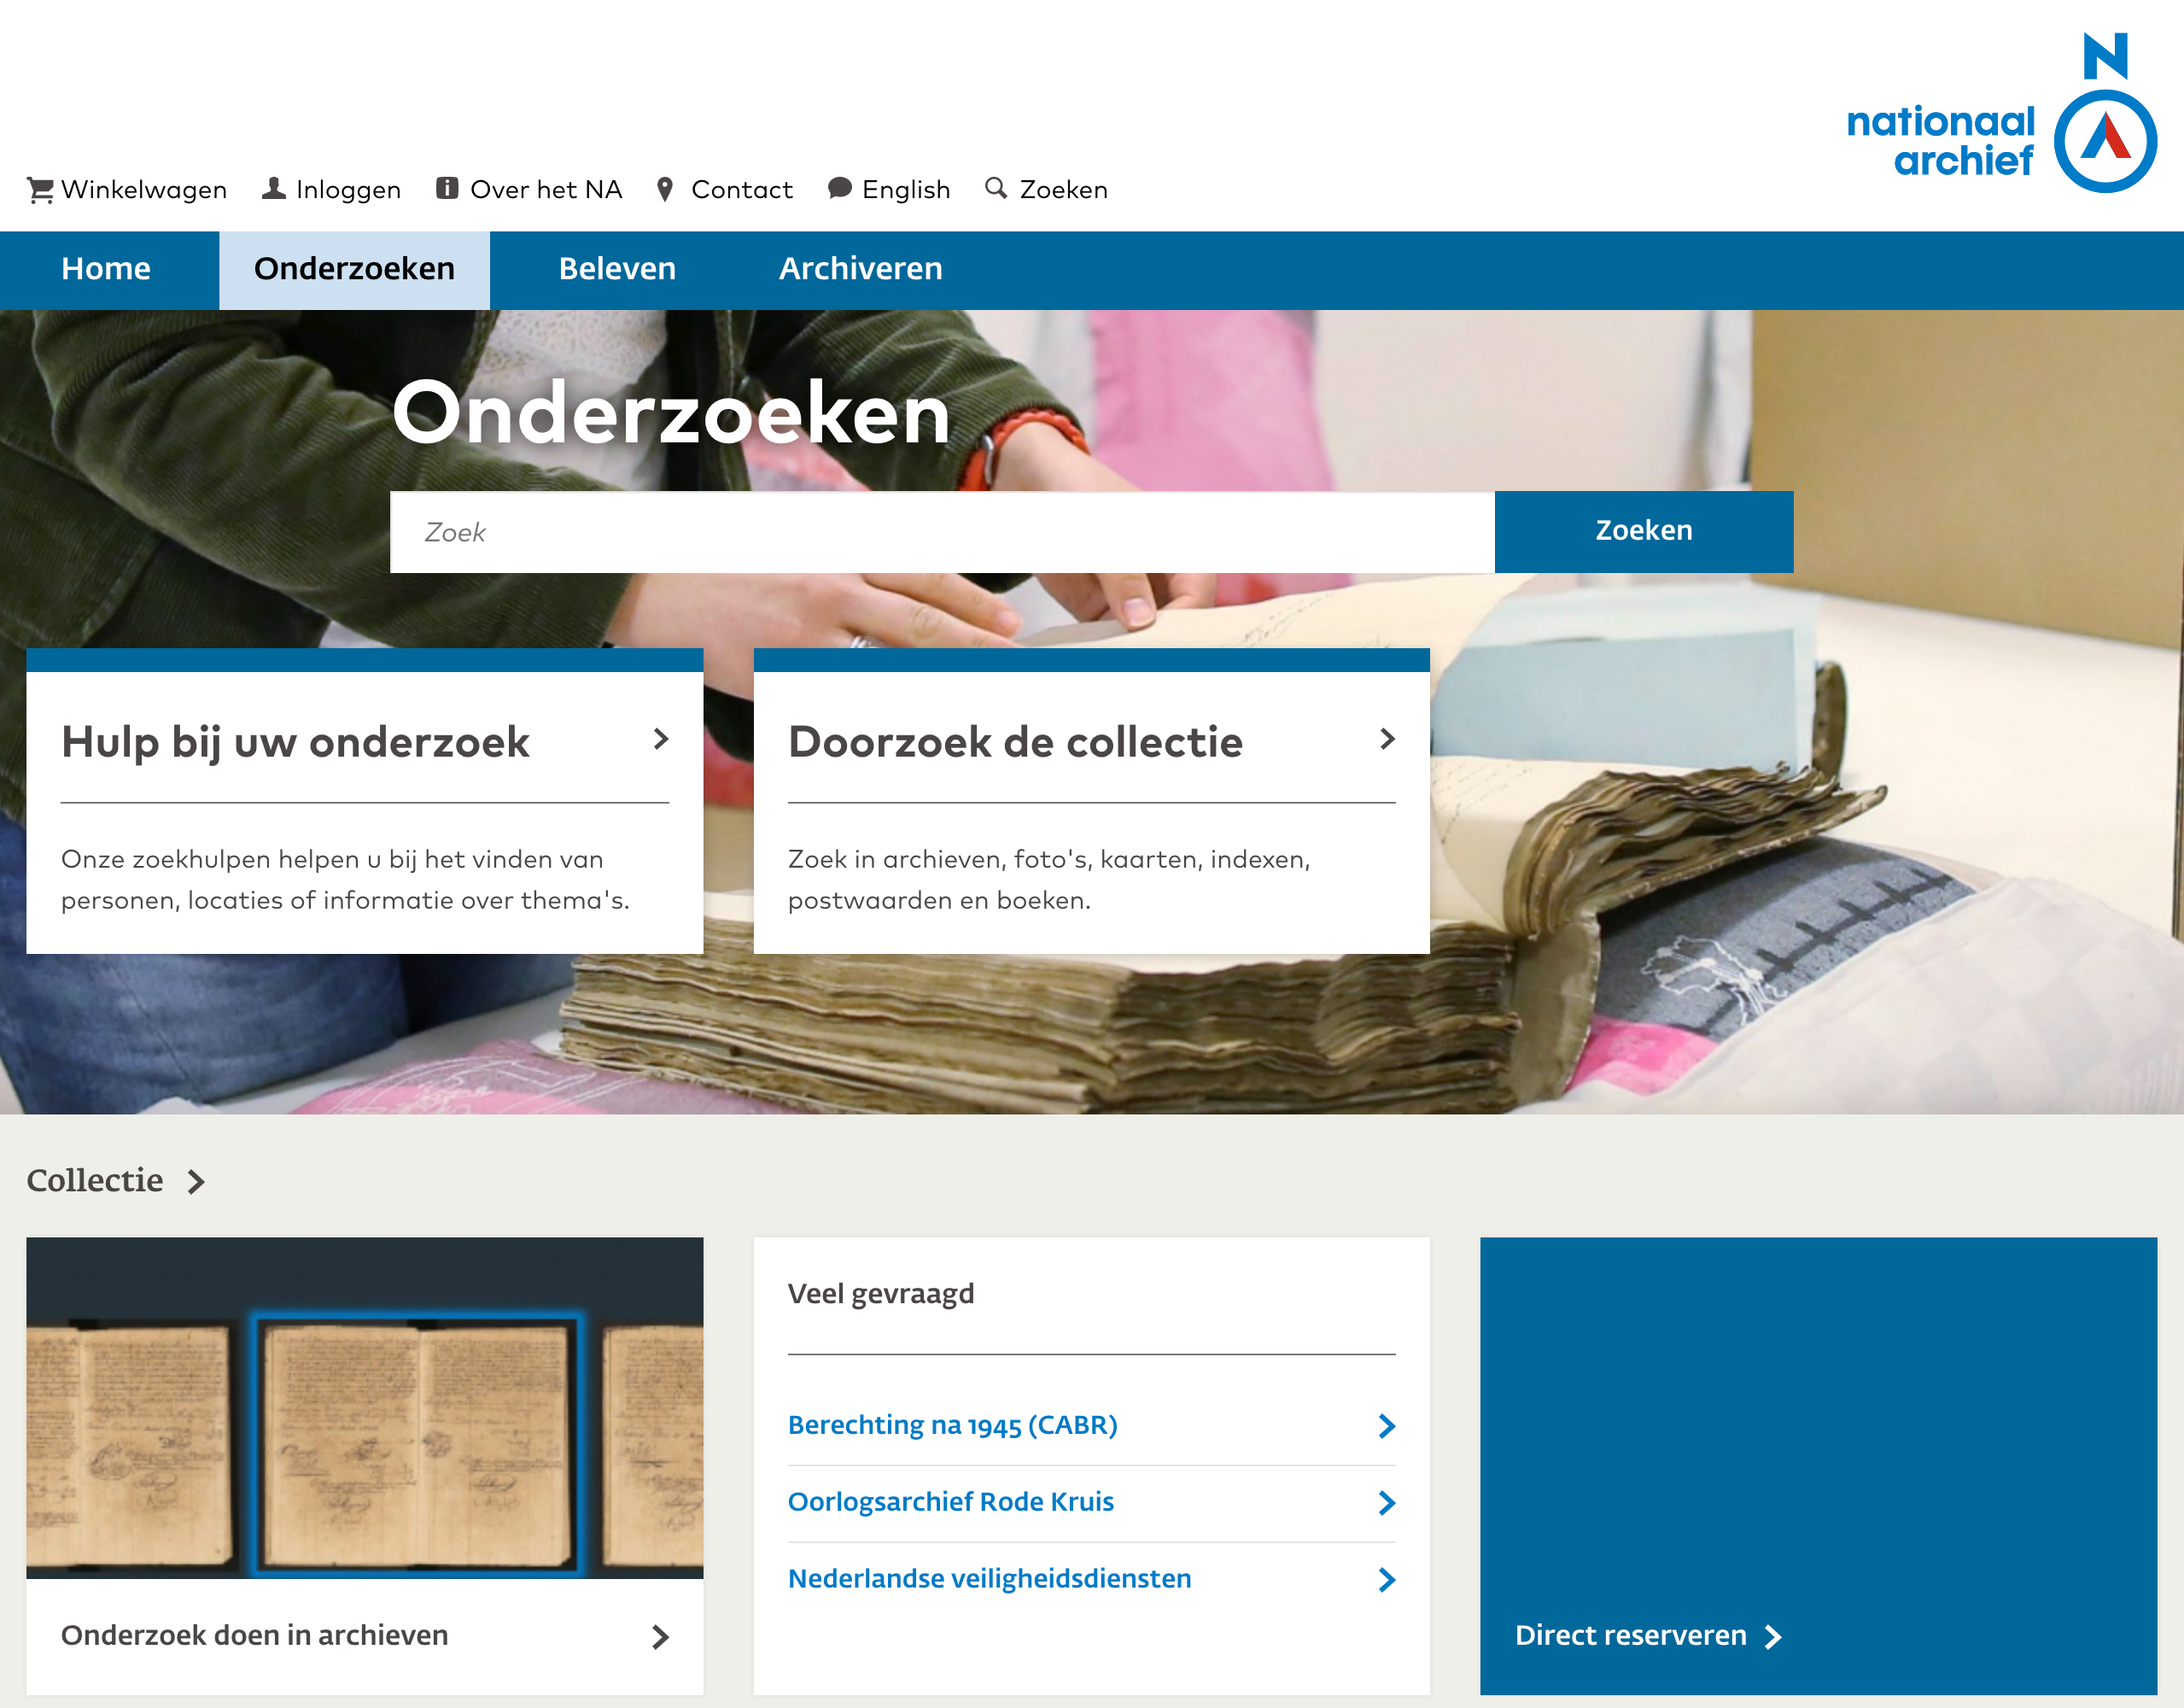 nationaal
archief
Winkelwagen Inloggen Over het NA Contact English Zoeken
Home Onderzoeken Beleven Archiveren
Onderzoeken
Zoek Zoeken
Hulp bij uw onderzoek
Onze zoekhulpen helpen u bij het vinden van
personen, locaties of informatie over thema's.
Doorzoek de collectie
Zoek in archieven, foto's, kaarten, indexen,
postwaarden en boeken.
Collectie
Onderzoek doen in archieven
Veel gevraagd
Berechting na 1945 (CABR)
Oorlogsarchief Rode Kruis
Nederlandse veiligheidsdiensten
Direct reserveren